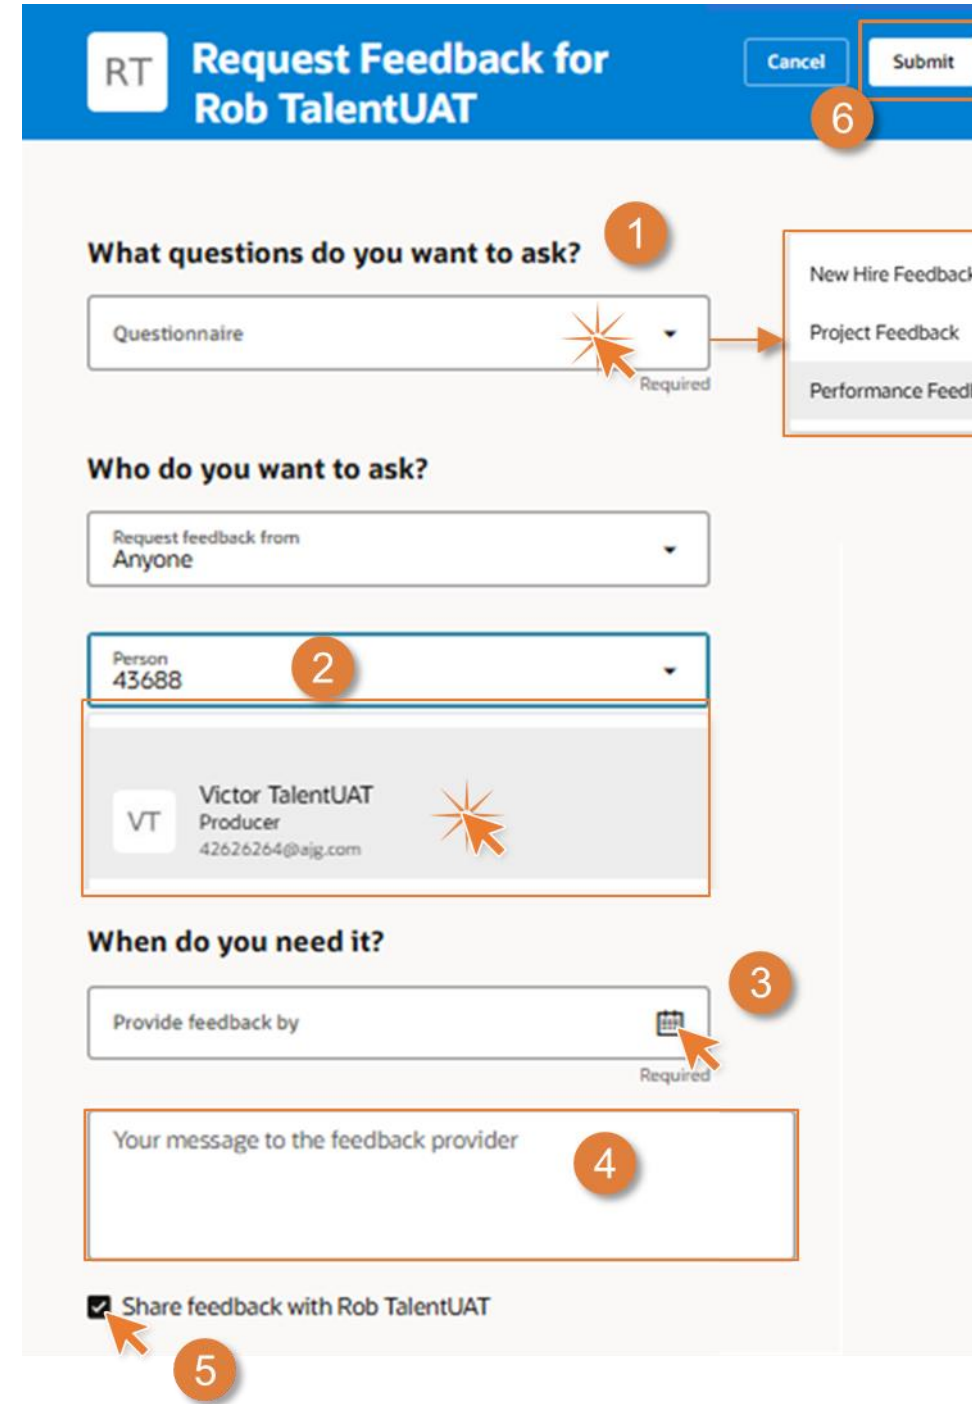 RT
Request Feedback for
Rob TalentUAT
Cancel
Submit
6
1
What questions do you want to ask?
Questionnaire
Required
New Hire Feedback
Project Feedback
Performance Feed
Who do you want to ask?
Request feedback from
Anyone
Person
43688
2
VT
Victor TalentUAT
Producer
42626264@ajg.com
When do you need it?
3
Provide feedback by
Required
Your message to the feedback provider
4
Share feedback with Rob TalentUAT
5